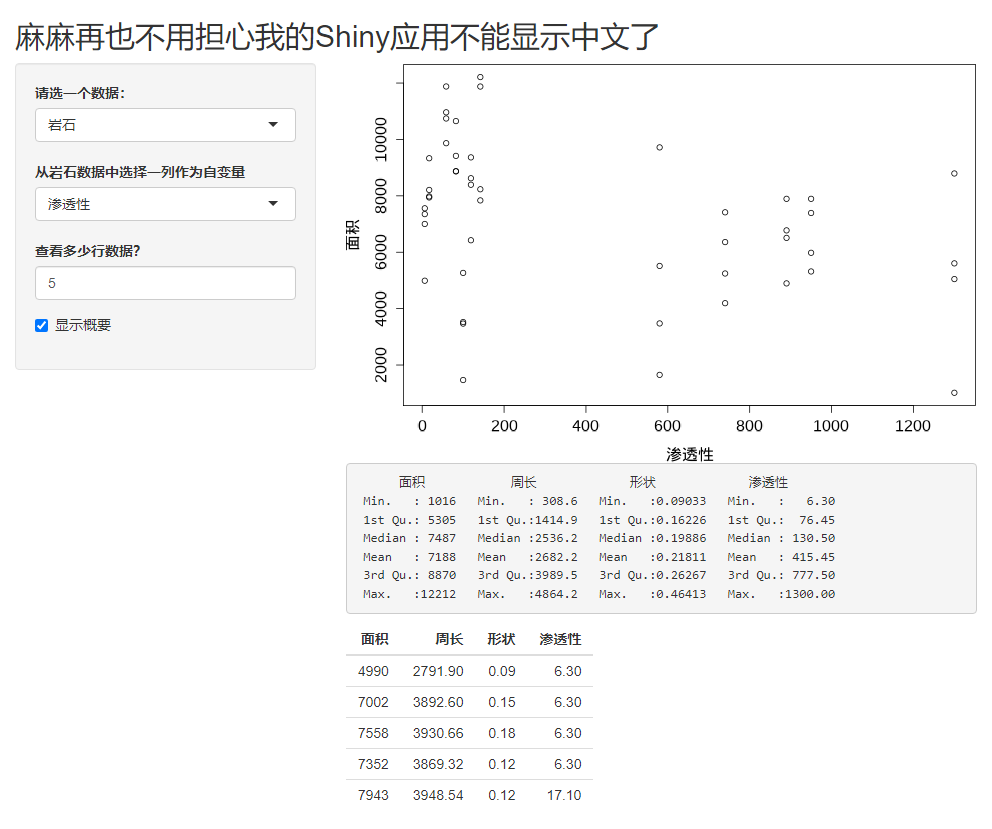 麻麻再也不用担心我的Shiny应用不能显示中文了
请选一个数据：
岩石
从岩石数据中选择一列作为自变量
渗透性
查看多少行数据？
5
显示概要
面积
10000
8000
6000
4000
2000
0 200 400 600 800 1000 1200
渗透性
面积 周长 形状 渗透性
Min. : 1016 Min. : 308.6 Min. :0.09033 Min. : 6.30
1st Qu.: 5305 1st Qu.:1414.9 1st Qu.:0.16226 1st Qu.: 76.45
Median : 7487 Median :2536.2 Median :0.19886 Median : 130.50
Mean : 7188 Mean :2682.2 Mean :0.21811 Mean : 415.45
3rd Qu.: 8870 3rd Qu.:3989.5 3rd Qu.:0.26267 3rd Qu.: 777.50
Max. :12212 Max. :4864.2 Max. :0.46413 Max. :1300.00
面积 周长 形状 渗透性
4990 2791.90 0.09 6.30
7002 3892.60 0.15 6.30
7558 3930.66 0.18 6.30
7352 3869.32 0.12 6.30
7943 3948.54 0.12 17.10